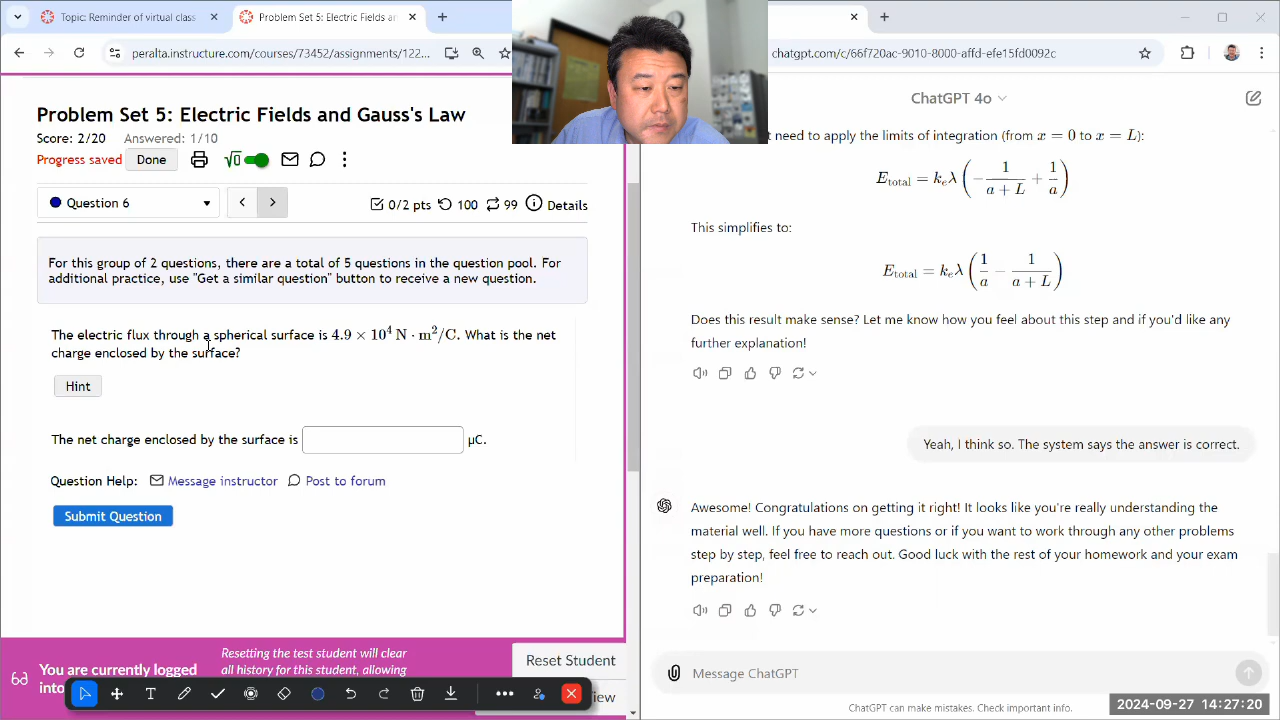 Topic: Reminder of virtual class
Problem Set 5: Electric Fields and
peralta.instructure.com/courses/73452/assignments/122...
chatgpt.com/c/66f720ac-9010-8000-affd-efe15fd0092c
Problem Set 5: Electric Fields and Gauss's Law
Score: 2/20 Answered: 1/10
Progress saved Done √0
Question 6 0/2 pts 100 99 Details
For this group of 2 questions, there are a total of 5 questions in the question pool. For
additional practice, use "Get a similar question" button to receive a new question.
The electric flux through a spherical surface is 4.9 × 10⁴ N · m²/C. What is the net
charge enclosed by the surface?
Hint
The net charge enclosed by the surface is μC.
Question Help: Message instructor Post to forum
Submit Question
You are currently logged
into
Resetting the test student will clear
all history for this student, allowing
Reset Student
iew
ChatGPT 4o
need to apply the limits of integration (from x = 0 to x = L):
E_total = k_e λ (− 1/(a + L) + 1/a)
This simplifies to:
E_total = k_e λ (1/a − 1/(a + L))
Does this result make sense? Let me know how you feel about this step and if you'd like any
further explanation!
Yeah, I think so. The system says the answer is correct.
Awesome! Congratulations on getting it right! It looks like you're really understanding the
material well. If you have more questions or if you want to work through any other problems
step by step, feel free to reach out. Good luck with the rest of your homework and your exam
preparation!
Message ChatGPT
ChatGPT can make mistakes. Check important info.
2024-09-27 14:27:20